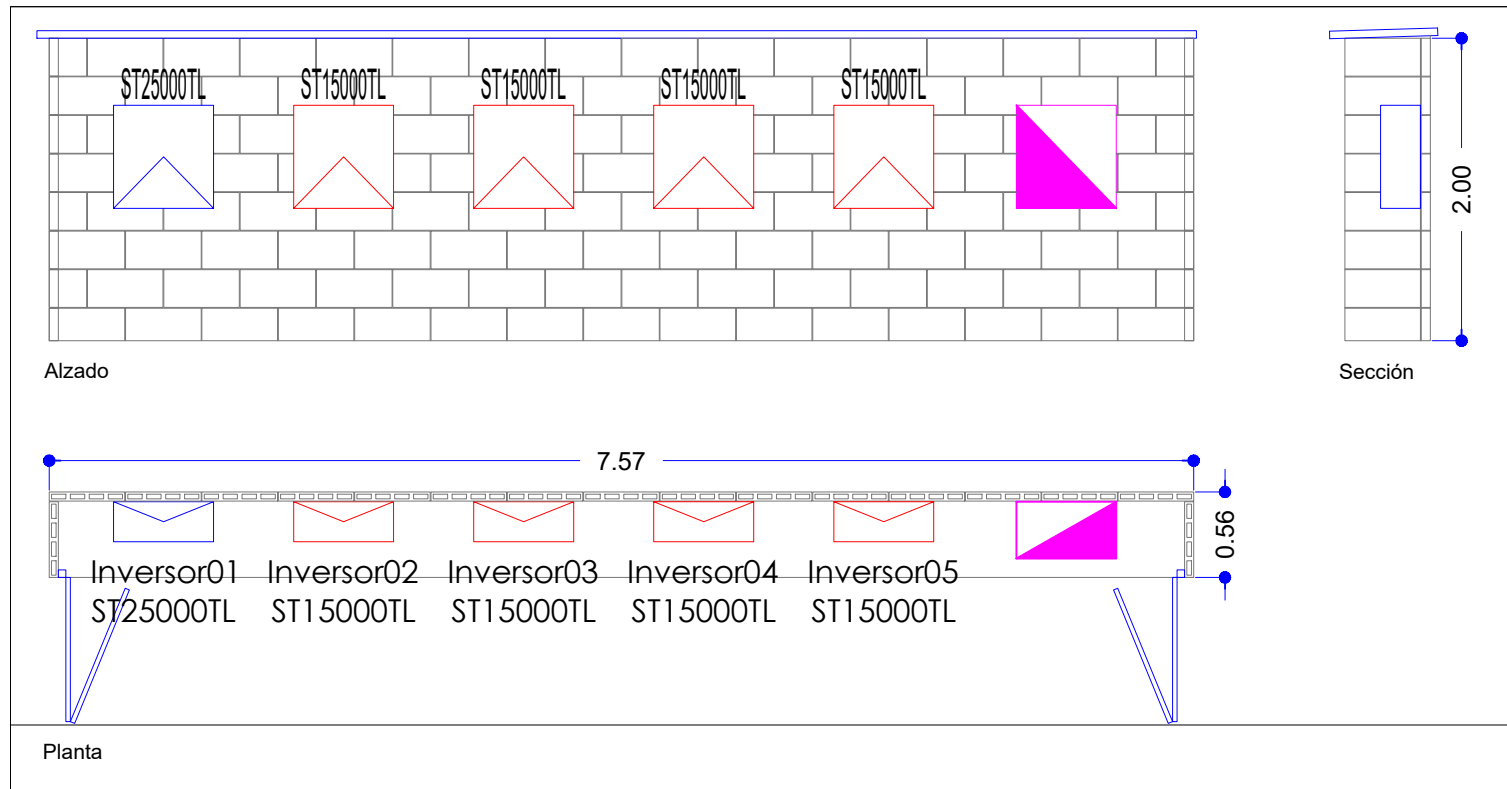 ST25000TL
ST15000TL
ST15000TL
ST15000TL
ST15000TL
2.00
Alzado
Sección
7.57
0.56
Inversor01
ST25000TL
Inversor02
ST15000TL
Inversor03
ST15000TL
Inversor04
ST15000TL
Inversor05
ST15000TL
Planta